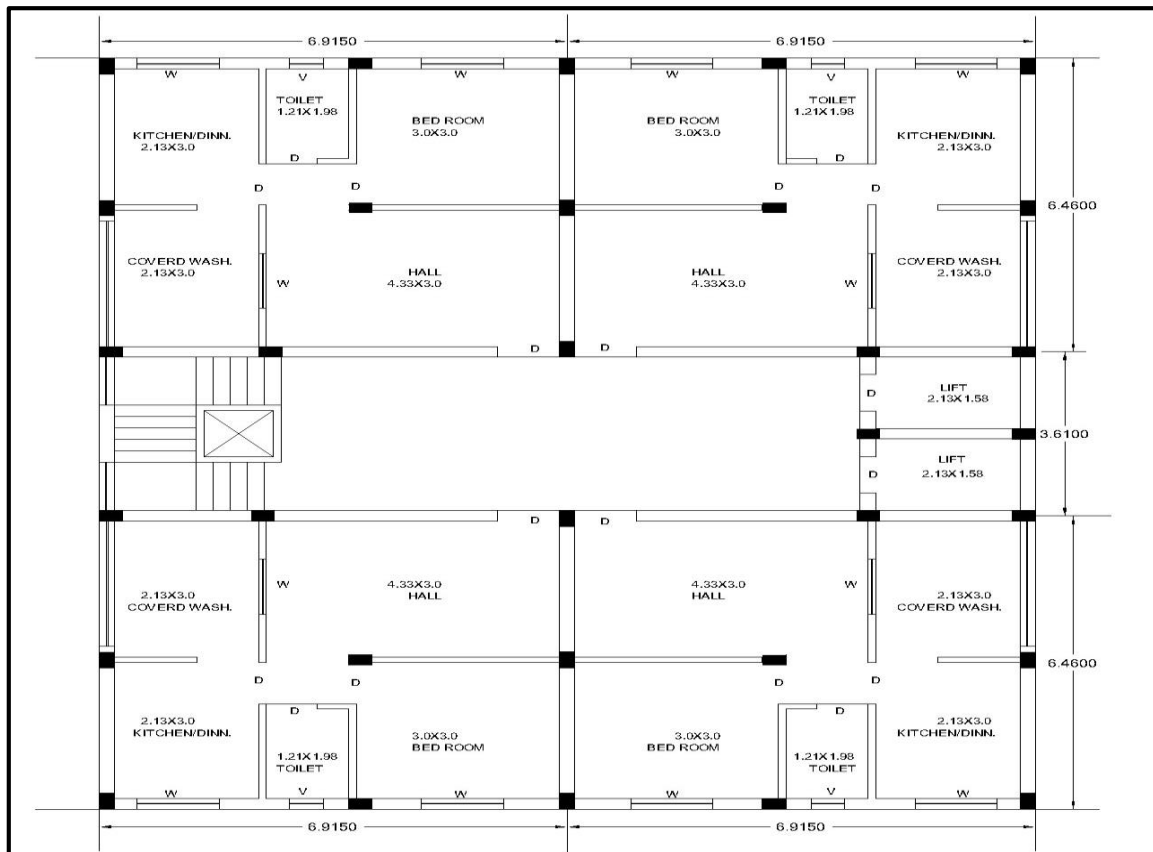 6.9150
6.9150
W
V
W
W
V
W
TOILET
1.21X1.98
TOILET
1.21X1.98
BED ROOM
3.0X3.0
BED ROOM
3.0X3.0
KITCHEN/DINN.
2.13X3.0
KITCHEN/DINN.
2.13X3.0
D
D
D
D
D
D
6.4600
COVERD WASH.
2.13X3.0
HALL
4.33X3.0
HALL
4.33X3.0
COVERD WASH.
2.13X3.0
W
W
D
D
LIFT
2.13X1.58
D
3.6100
LIFT
2.13X1.58
D
D
D
2.13X3.0
COVERD WASH.
W
4.33X3.0
HALL
4.33X3.0
HALL
W
2.13X3.0
COVERD WASH.
6.4600
D
D
D
D
D
D
2.13X3.0
KITCHEN/DINN.
3.0X3.0
BED ROOM
3.0X3.0
BED ROOM
2.13X3.0
KITCHEN/DINN.
1.21X1.98
TOILET
1.21X1.98
TOILET
W
V
W
W
V
W
6.9150
6.9150